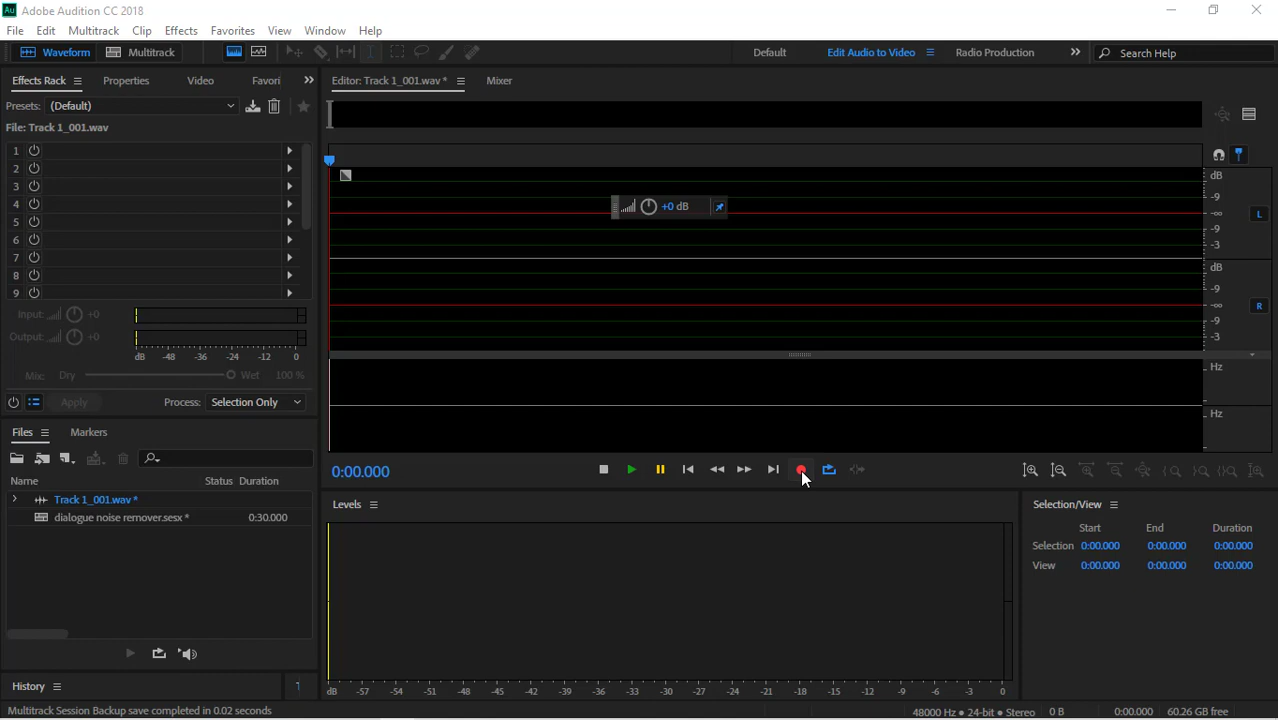 Au Adobe Audition CC 2018
File Edit Multitrack Clip Effects Favorites View Window Help
Waveform Multitrack Default Edit Audio to Video Radio Production Search Help
Effects Rack Properties Video Favori
Editor: Track 1_001.wav * Mixer
Presets: (Default)
File: Track 1_001.wav
1
2
3
4
5
6
7
8
9
+0 dB
dB
-9
-∞
-9
-3
L
dB
-9
-∞
-9
-3
R
Hz
Hz
Input: +0
Output: +0
dB -48 -36 -24 -12 0
Mix: Dry Wet 100 %
Apply Process: Selection Only
Files Markers
0:00.000
Name Status Duration
Track 1_001.wav *
dialogue noise remover.sesx * 0:30.000
Levels
dB -57 -54 -51 -48 -45 -42 -39 -36 -33 -30 -27 -24 -21 -18 -15 -12 -9 -6 -3 0
Selection/View
Start End Duration
Selection 0:00.000 0:00.000 0:00.000
View 0:00.000 0:00.000 0:00.000
History
Multitrack Session Backup save completed in 0.02 seconds
48000 Hz • 24-bit • Stereo 0 B 0:00.000 60.26 GB free